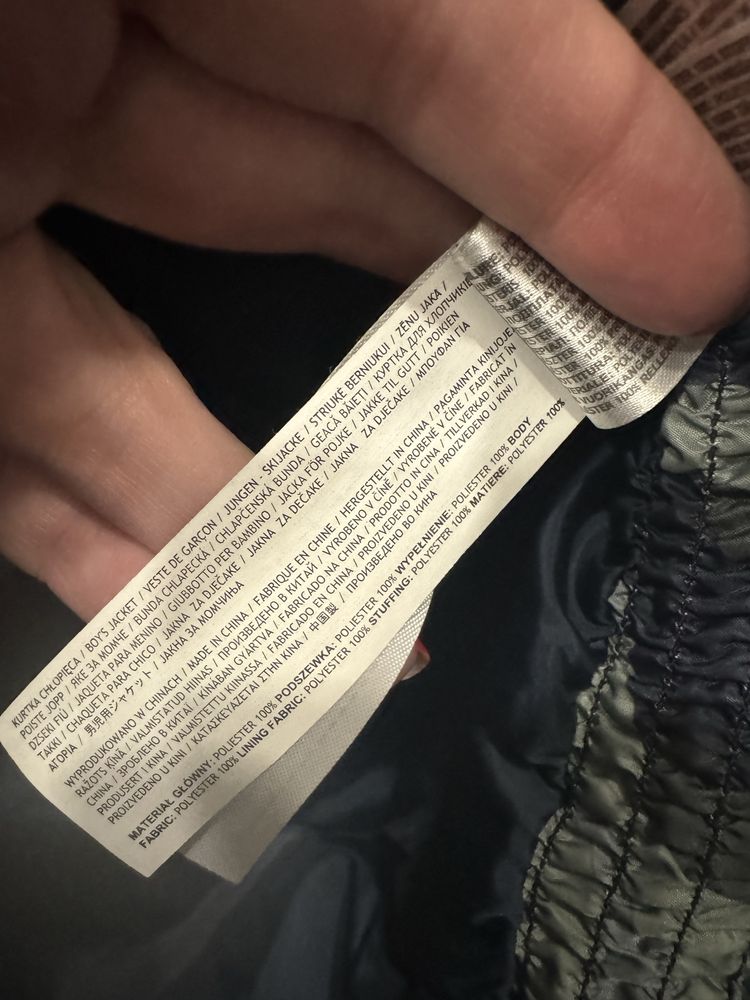 KURTKA CHŁOPIĘCA / BOYS JACKET / VESTE DE GARÇON / JUNGEN - SKIJACKE / STRIUKĖ BERNIUKUI / ZĒNU JAKA /
POISTE JOPP / ЯКЕ ЗА МОМЧЕ / BUNDA CHLAPECKÁ / CHLAPČENSKÁ BUNDA / GEACĂ BĂIEȚI / КУРТКА ДЛЯ ХЛОПЧИКІВ
DZSEKI FIÚ / JAQUETA PARA MENINO / GIUBBOTTO PER BAMBINO / JACKA FÖR POJKE / JAKKE TIL GUTT / POIKIEN
TAKKI / CHAQUETA PARA CHICO / JAKNA ZA DEČAKE / JAKNA ZA DJEČAKE / JAKNA ZA DJEČAKE / ΜΠΟΥΦΑΝ ΓΙΑ
ΑΓΟΡΙΑ / 男児用ジャケット / ЈАКНА ЗА МОМЧИЊА
WYPRODUKOWANO W CHINACH / MADE IN CHINA / FABRIQUE EN CHINE / HERGESTELLT IN CHINA / PAGAMINTA KINIJOJE
RAŽOTS ĶĪNĀ / VALMISTATUD HIINAS / ПРОИЗВЕДЕНО В КИТАЙ / VYROBENO V ČÍNĚ / VYROBENÉ V ČÍNE / FABRICAT IN
CHINA / ЗРОБЛЕНО В КИТАЇ / KÍNÁBAN GYÁRTVA / FABRICADO NA CHINA / PRODOTTO IN CINA / TILLVERKAD I KINA /
PRODUSERT I KINA / VALMISTETTU KIINASSA / FABRICADO EN CHINA / PROIZVEDENO U KINI / PROIZVEDENO U KINI /
PROIZVEDENO U KINI / ΚΑΤΑΣΚΕΥΑΖΕΤΑΙ ΣΤΗΝ ΚΙΝΑ / 中国製 / ПРОИЗВЕДЕНО ВО КИНА
MATERIAŁ GŁÓWNY: POLIESTER 100% PODSZEWKA: POLIESTER 100% WYPEŁNIENIE: POLIESTER 100% BODY
FABRIC: POLYESTER 100% LINING FABRIC: POLYESTER 100% STUFFING: POLYESTER 100% MATIERE: POLYESTER 100%